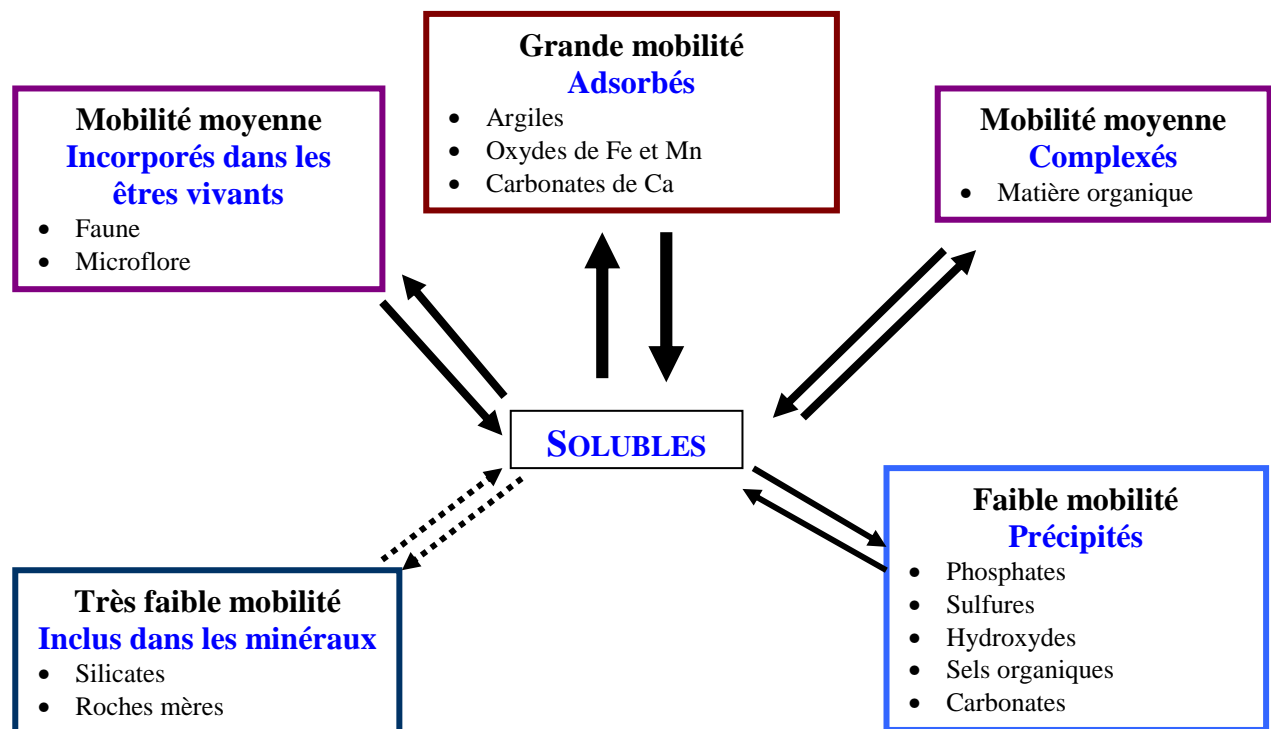 Grande mobilité
Adsorbés
• Argiles
• Oxydes de Fe et Mn
• Carbonates de Ca
Mobilité moyenne
Incorporés dans les
êtres vivants
• Faune
• Microflore
Mobilité moyenne
Complexés
• Matière organique
SOLUBLES
Très faible mobilité
Inclus dans les minéraux
• Silicates
• Roches mères
Faible mobilité
Précipités
• Phosphates
• Sulfures
• Hydroxydes
• Sels organiques
• Carbonates